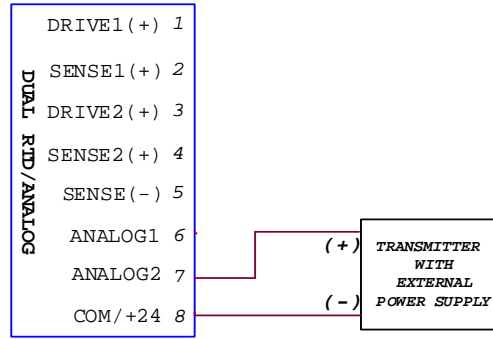 DUAL RTD/ANALOG
DRIVE1(+) 1
SENSE1(+) 2
DRIVE2(+) 3
SENSE2(+) 4
SENSE(-) 5
ANALOG1 6
ANALOG2 7
COM/+24 8
(+)
(-)
TRANSMITTER
WITH
EXTERNAL
POWER SUPPLY